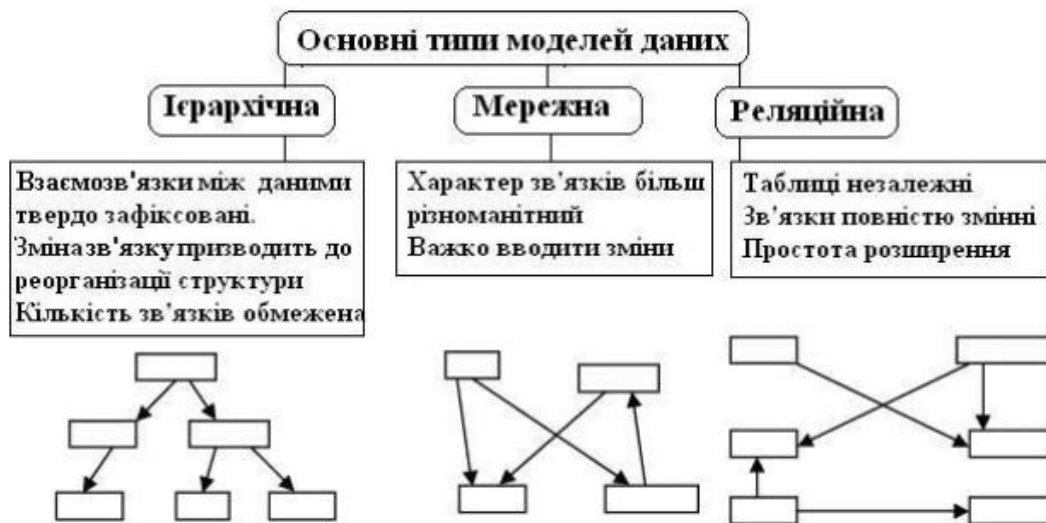 Основні типи моделей даних
Ієрархічна
Мережна
Реляційна
Взаємозв'язки між даними
твердо зафіксовані.
Зміна зв'язку призводить до
реорганізації структури
Кількість зв'язків обмежена
Характер зв'язків більш
різноманітний
Важко вводити зміни
Таблиці незалежні
Зв'язки повністю змінні
Простота розширення